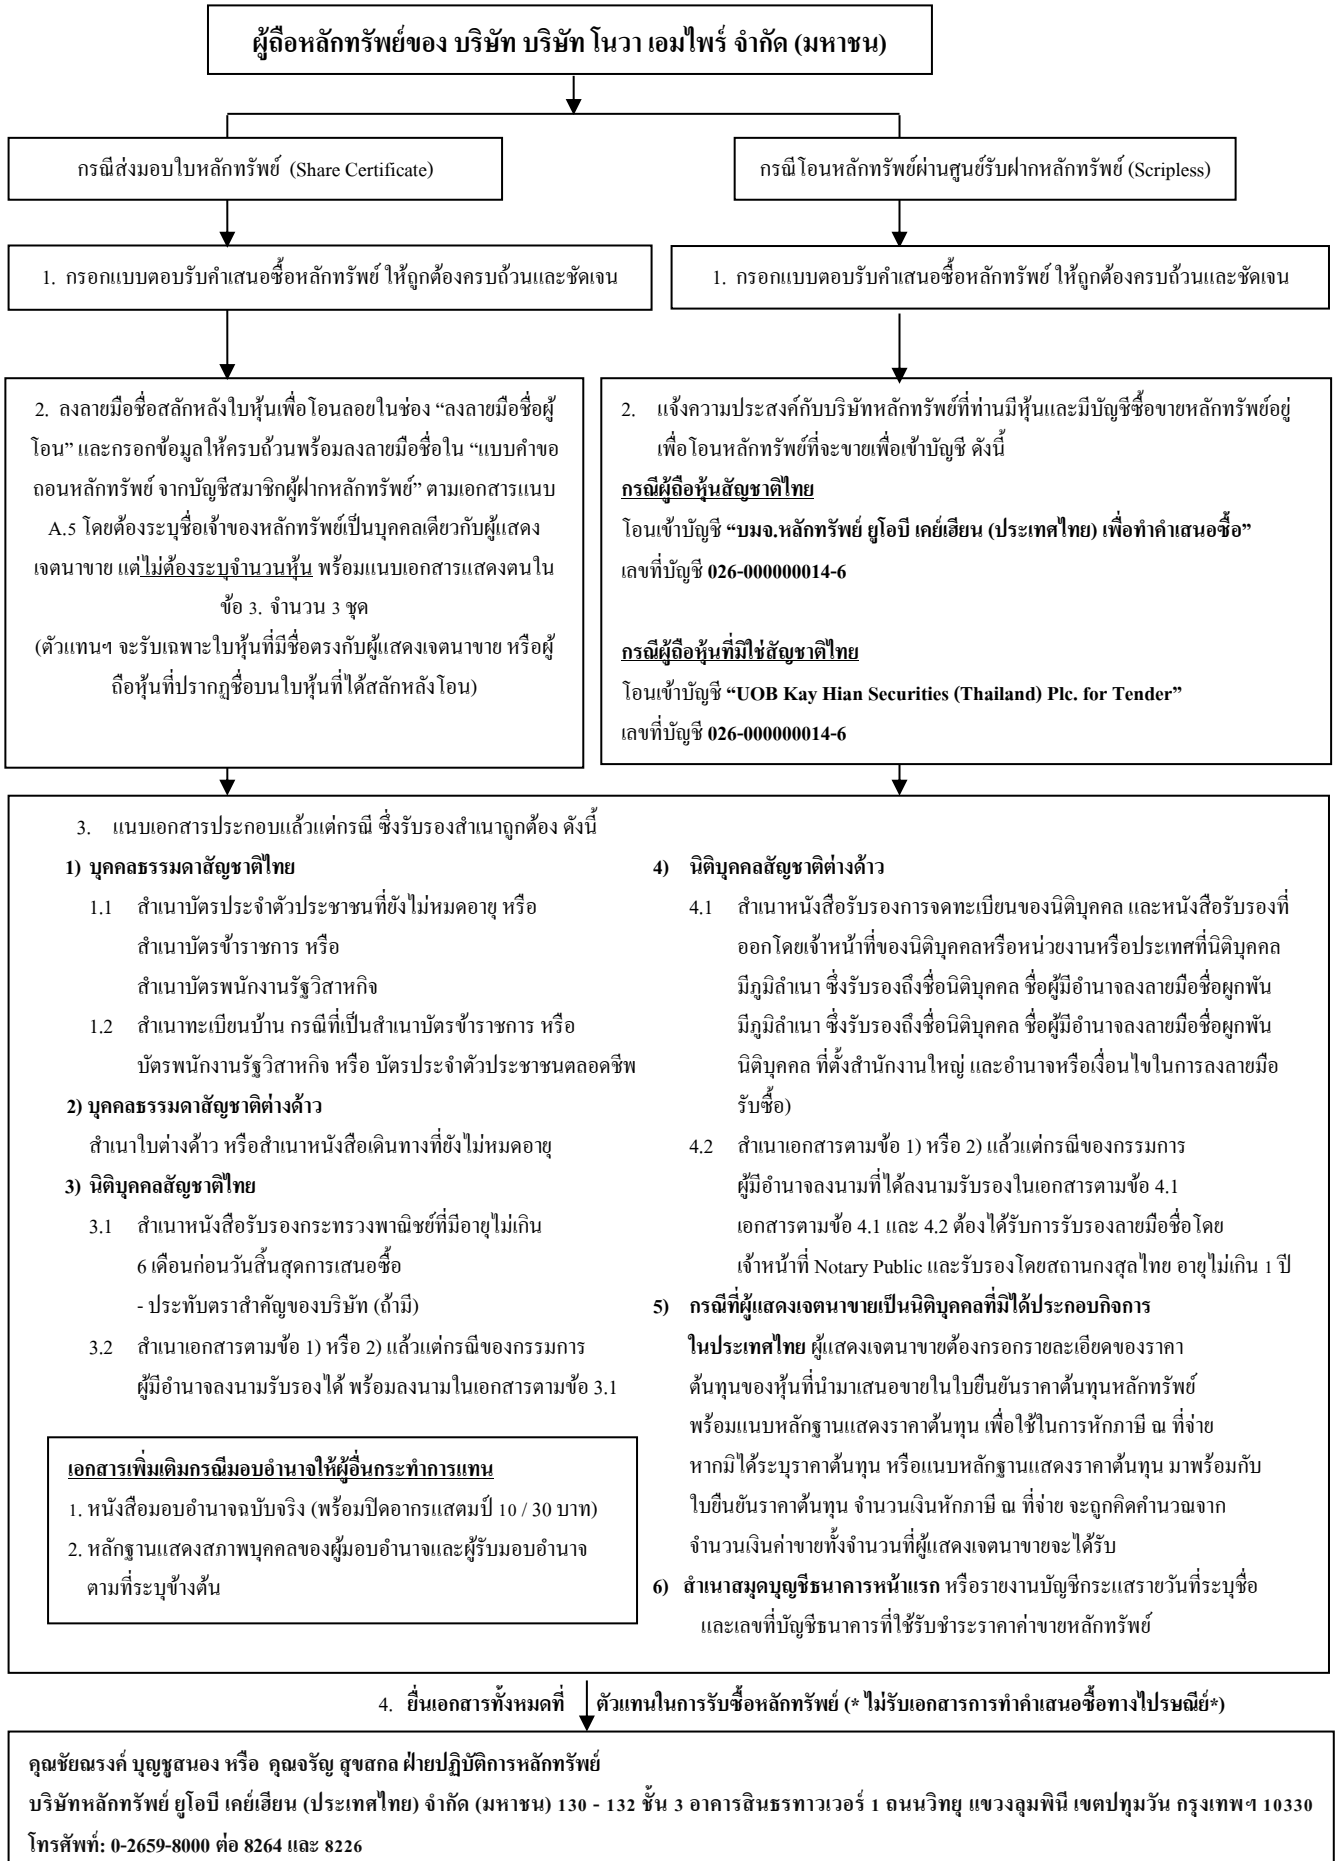 ผู้ถือหลักทรัพย์ของ บริษัท บริษัท โนวา เอมไพร์ จำกัด (มหาชน)
กรณีส่งมอบใบหลักทรัพย์ (Share Certificate)
กรณีโอนหลักทรัพย์ผ่านศูนย์รับฝากหลักทรัพย์ (Scripless)
1. กรอกแบบตอบรับคำเสนอซื้อหลักทรัพย์ ให้ถูกต้องครบถ้วนและชัดเจน
1. กรอกแบบตอบรับคำเสนอซื้อหลักทรัพย์ ให้ถูกต้องครบถ้วนและชัดเจน
2. ลงลายมือชื่อสลักหลังใบหุ้นเพื่อโอนลอยในช่อง “ลงลายมือชื่อผู้
โอน” และกรอกข้อมูลให้ครบถ้วนพร้อมลงลายมือชื่อใน “แบบคำขอ
ถอนหลักทรัพย์ จากบัญชีสมาชิกผู้ฝากหลักทรัพย์” ตามเอกสารแนบ
A.5 โดยต้องระบุชื่อเจ้าของหลักทรัพย์เป็นบุคคลเดียวกับผู้แสดง
เจตนาขาย แต่ไม่ต้องระบุจำนวนหุ้น พร้อมแนบเอกสารแสดงตนใน
ข้อ 3. จำนวน 3 ชุด
(ตัวแทนฯ จะรับเฉพาะใบหุ้นที่มีชื่อตรงกับผู้แสดงเจตนาขาย หรือผู้
ถือหุ้นที่ปรากฏชื่อบนใบหุ้นที่ได้สลักหลังโอน)
2. แจ้งความประสงค์กับบริษัทหลักทรัพย์ที่ท่านมีหุ้นและมีบัญชีซื้อขายหลักทรัพย์อยู่
เพื่อโอนหลักทรัพย์ที่จะขายเพื่อเข้าบัญชี ดังนี้
กรณีผู้ถือหุ้นสัญชาติไทย
โอนเข้าบัญชี “บมจ.หลักทรัพย์ ยูโอบี เคย์เฮียน (ประเทศไทย) เพื่อทำคำเสนอซื้อ”
เลขที่บัญชี 026-000000014-6
กรณีผู้ถือหุ้นที่มิใช่สัญชาติไทย
โอนเข้าบัญชี “UOB Kay Hian Securities (Thailand) Plc. for Tender”
เลขที่บัญชี 026-000000014-6
3. แนบเอกสารประกอบแล้วแต่กรณี ซึ่งรับรองสำเนาถูกต้อง ดังนี้
1) บุคคลธรรมดาสัญชาติไทย
1.1 สำเนาบัตรประจำตัวประชาชนที่ยังไม่หมดอายุ หรือ
สำเนาบัตรข้าราชการ หรือ
สำเนาบัตรพนักงานรัฐวิสาหกิจ
1.2 สำเนาทะเบียนบ้าน กรณีที่เป็นสำเนาบัตรข้าราชการ หรือ
บัตรพนักงานรัฐวิสาหกิจ หรือ บัตรประจำตัวประชาชนตลอดชีพ
2) บุคคลธรรมดาสัญชาติต่างด้าว
สำเนาใบต่างด้าว หรือสำเนาหนังสือเดินทางที่ยังไม่หมดอายุ
3) นิติบุคคลสัญชาติไทย
3.1 สำเนาหนังสือรับรองกระทรวงพาณิชย์ที่มีอายุไม่เกิน
6 เดือนก่อนวันสิ้นสุดการเสนอซื้อ
- ประทับตราสำคัญของบริษัท (ถ้ามี)
3.2 สำเนาเอกสารตามข้อ 1) หรือ 2) แล้วแต่กรณีของกรรมการ
ผู้มีอำนาจลงนามรับรองได้ พร้อมลงนามในเอกสารตามข้อ 3.1
เอกสารเพิ่มเติมกรณีมอบอำนาจให้ผู้อื่นกระทำการแทน
1. หนังสือมอบอำนาจฉบับจริง (พร้อมปิดอากรแสตมป์ 10 / 30 บาท)
2. หลักฐานแสดงสภาพบุคคลของผู้มอบอำนาจและผู้รับมอบอำนาจ
ตามที่ระบุข้างต้น
4) นิติบุคคลสัญชาติต่างด้าว
4.1 สำเนาหนังสือรับรองการจดทะเบียนของนิติบุคคล และหนังสือรับรองที่
ออกโดยเจ้าหน้าที่ของนิติบุคคลหรือหน่วยงานหรือประเทศที่นิติบุคคล
มีภูมิลำเนา ซึ่งรับรองถึงชื่อนิติบุคคล ชื่อผู้มีอำนาจลงลายมือชื่อผูกพัน
มีภูมิลำเนา ซึ่งรับรองถึงชื่อนิติบุคคล ชื่อผู้มีอำนาจลงลายมือชื่อผูกพัน
นิติบุคคล ที่ตั้งสำนักงานใหญ่ และอำนาจหรือเงื่อนไขในการลงลายมือ
รับซื้อ)
4.2 สำเนาเอกสารตามข้อ 1) หรือ 2) แล้วแต่กรณีของกรรมการ
ผู้มีอำนาจลงนามที่ได้ลงนามรับรองในเอกสารตามข้อ 4.1
เอกสารตามข้อ 4.1 และ 4.2 ต้องได้รับการรับรองลายมือชื่อโดย
เจ้าหน้าที่ Notary Public และรับรองโดยสถานกงสุลไทย อายุไม่เกิน 1 ปี
5) กรณีที่ผู้แสดงเจตนาขายเป็นนิติบุคคลที่มิได้ประกอบกิจการ
ในประเทศไทย ผู้แสดงเจตนาขายต้องกรอกรายละเอียดของราคา
ต้นทุนของหุ้นที่นำมาเสนอขายในใบยืนยันราคาต้นทุนหลักทรัพย์
พร้อมแนบหลักฐานแสดงราคาต้นทุน เพื่อใช้ในการหักภาษี ณ ที่จ่าย
หากมิได้ระบุราคาต้นทุน หรือแนบหลักฐานแสดงราคาต้นทุน มาพร้อมกับ
ใบยืนยันราคาต้นทุน จำนวนเงินหักภาษี ณ ที่จ่าย จะถูกคิดคำนวณจาก
จำนวนเงินค่าขายทั้งจำนวนที่ผู้แสดงเจตนาขายจะได้รับ
6) สำเนาสมุดบุญชีธนาคารหน้าแรก หรือรายงานบัญชีกระแสรายวันที่ระบุชื่อ
และเลขที่บัญชีธนาคารที่ใช้รับชำระราคาค่าขายหลักทรัพย์
4. ยื่นเอกสารทั้งหมดที่ ตัวแทนในการรับซื้อหลักทรัพย์ (* ไม่รับเอกสารการทำคำเสนอซื้อทางไปรษณีย์*)
คุณชัยณรงค์ บุญชูสนอง หรือ คุณจรัญ สุขสกล ฝ่ายปฏิบัติการหลักทรัพย์
บริษัทหลักทรัพย์ ยูโอบี เคย์เฮียน (ประเทศไทย) จำกัด (มหาชน) 130 - 132 ชั้น 3 อาคารสินธรทาวเวอร์ 1 ถนนวิทยุ แขวงลุมพินี เขตปทุมวัน กรุงเทพฯ 10330
โทรศัพท์: 0-2659-8000 ต่อ 8264 และ 8226